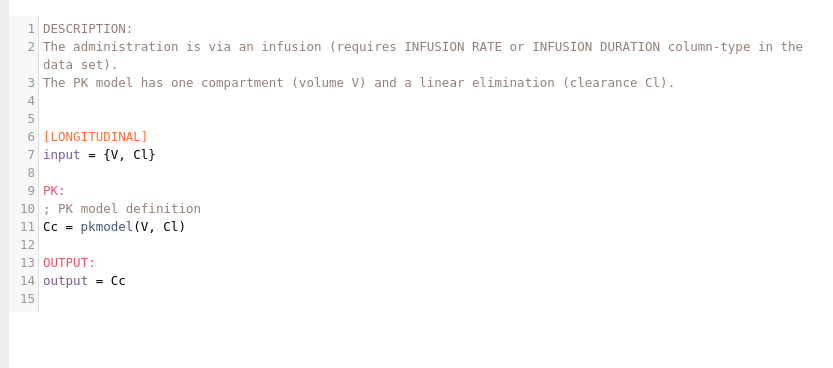 1 DESCRIPTION:
2 The administration is via an infusion (requires INFUSION RATE or INFUSION DURATION column-type in the
data set).
3 The PK model has one compartment (volume V) and a linear elimination (clearance Cl).
4
5
6 [LONGITUDINAL]
7 input = {V, Cl}
8
9 PK:
10 ; PK model definition
11 Cc = pkmodel(V, Cl)
12
13 OUTPUT:
14 output = Cc
15